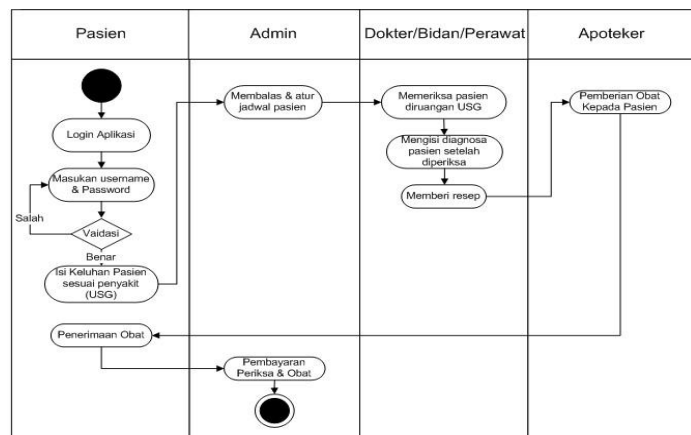 Pasien
Admin
Dokter/Bidan/Perawat
Apoteker
Login Aplikasi
Masukan username
& Password
Salah
Vaidasi
Benar
Isi Keluhan Pasien
sesuai penyakit
(USG)
Membalas & atur
jadwal pasien
Memeriksa pasien
diruangan USG
Mengisi diagnosa
pasien setelah
diperiksa
Memberi resep
Pemberian Obat
Kepada Pasien
Penerimaan Obat
Pembayaran
Periksa & Obat